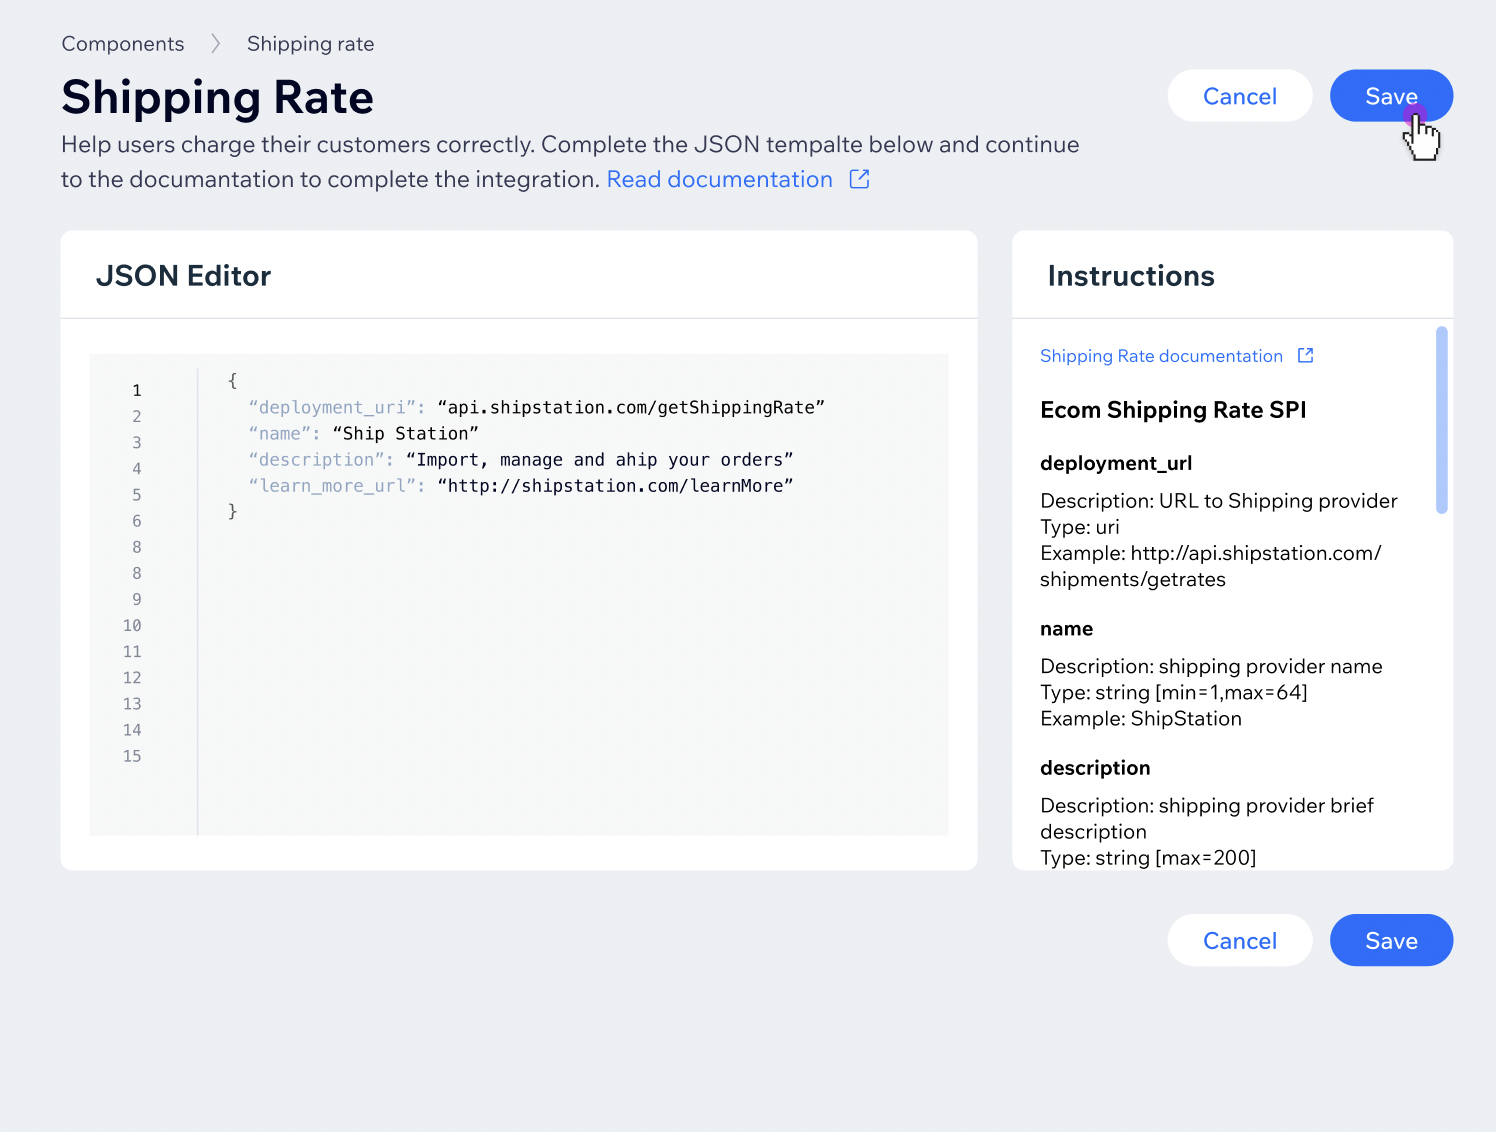 Components > Shipping rate
Shipping Rate
Cancel
Save
Help users charge their customers correctly. Complete the JSON tempalte below and continue
to the documantation to complete the integration. Read documentation
JSON Editor
1
2
3
4
5
6
8
8
9
10
11
12
13
14
15
{
“deployment_uri”: “api.shipstation.com/getShippingRate”
“name”: “Ship Station”
“description”: “Import, manage and ahip your orders”
“learn_more_url”: “http://shipstation.com/learnMore”
}
Instructions
Shipping Rate documentation
Ecom Shipping Rate SPI
deployment_url
Description: URL to Shipping provider
Type: uri
Example: http://api.shipstation.com/
shipments/getrates
name
Description: shipping provider name
Type: string [min=1,max=64]
Example: ShipStation
description
Description: shipping provider brief
description
Type: string [max=200]
Cancel
Save